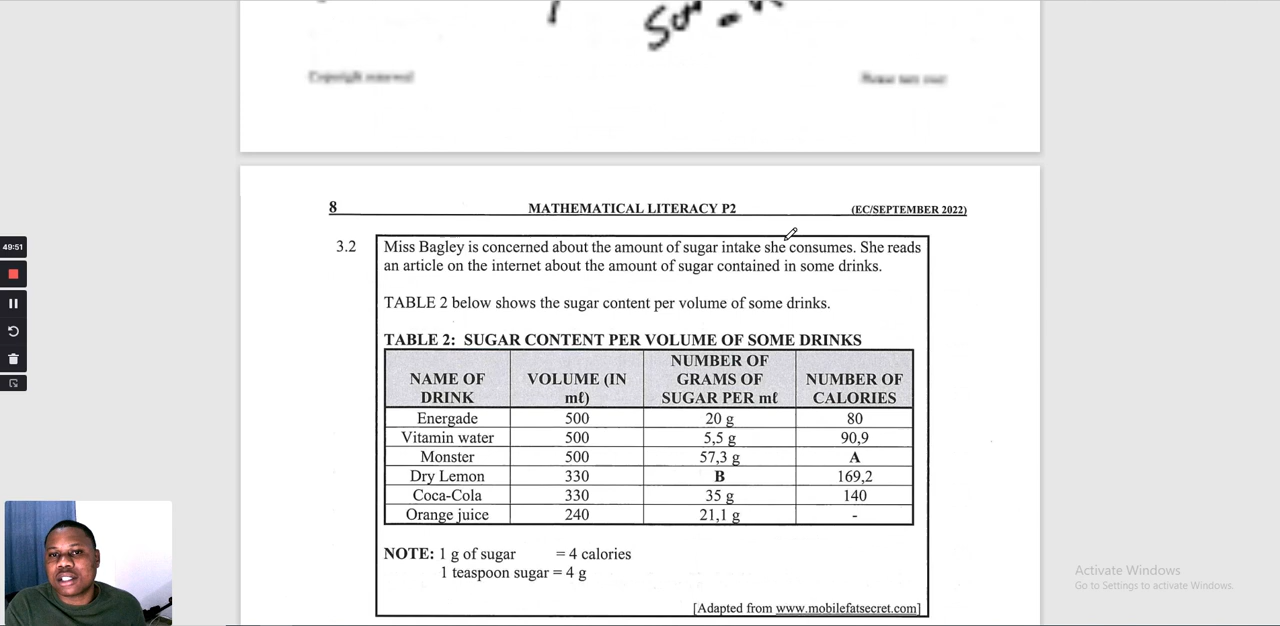 Copyright reserved
Please turn over
8 MATHEMATICAL LITERACY P2 (EC/SEPTEMBER 2022)
3.2 Miss Bagley is concerned about the amount of sugar intake she consumes. She reads
an article on the internet about the amount of sugar contained in some drinks.
TABLE 2 below shows the sugar content per volume of some drinks.
TABLE 2: SUGAR CONTENT PER VOLUME OF SOME DRINKS
NAME OF DRINK VOLUME (IN mℓ) NUMBER OF GRAMS OF SUGAR PER mℓ NUMBER OF CALORIES
Energade 500 20 g 80
Vitamin water 500 5,5 g 90,9
Monster 500 57,3 g A
Dry Lemon 330 B 169,2
Coca-Cola 330 35 g 140
Orange juice 240 21,1 g -
NOTE: 1 g of sugar = 4 calories
1 teaspoon sugar = 4 g
[Adapted from www.mobilefatsecret.com]
49:51
Activate Windows
Go to Settings to activate Windows.